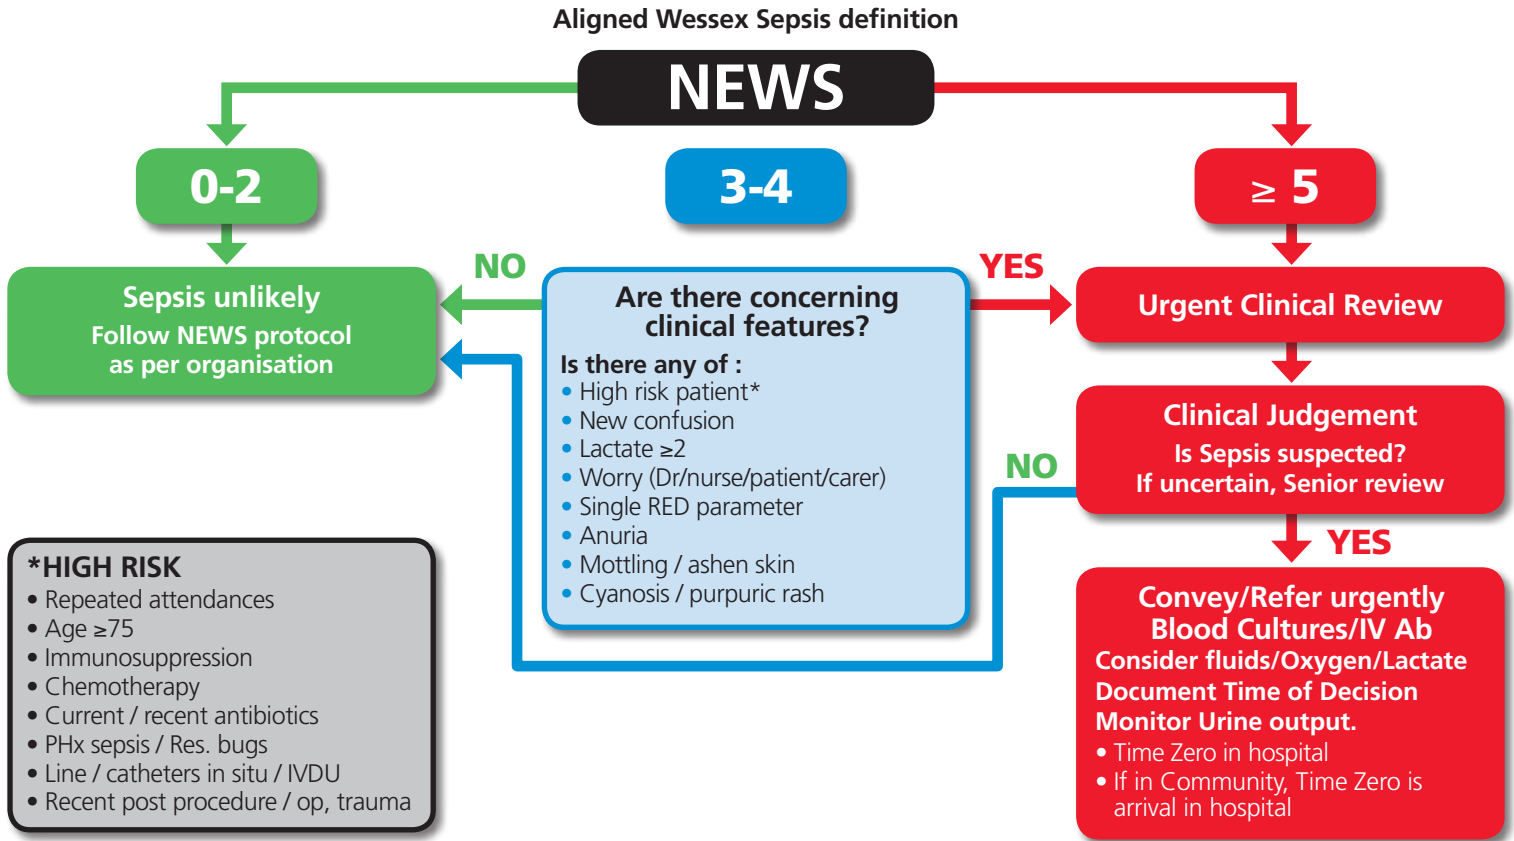 Aligned Wessex Sepsis definition
NEWS
0-2
3-4
≥ 5
Sepsis unlikely
Follow NEWS protocol
as per organisation
NO
Are there concerning
clinical features?
Is there any of :
• High risk patient*
• New confusion
• Lactate ≥2
• Worry (Dr/nurse/patient/carer)
• Single RED parameter
• Anuria
• Mottling / ashen skin
• Cyanosis / purpuric rash
YES
Urgent Clinical Review
Clinical Judgement
Is Sepsis suspected?
If uncertain, Senior review
NO
YES
Convey/Refer urgently
Blood Cultures/IV Ab
Consider fluids/Oxygen/Lactate
Document Time of Decision
Monitor Urine output.
• Time Zero in hospital
• If in Community, Time Zero is
arrival in hospital
*HIGH RISK
• Repeated attendances
• Age ≥75
• Immunosuppression
• Chemotherapy
• Current / recent antibiotics
• PHx sepsis / Res. bugs
• Line / catheters in situ / IVDU
• Recent post procedure / op, trauma